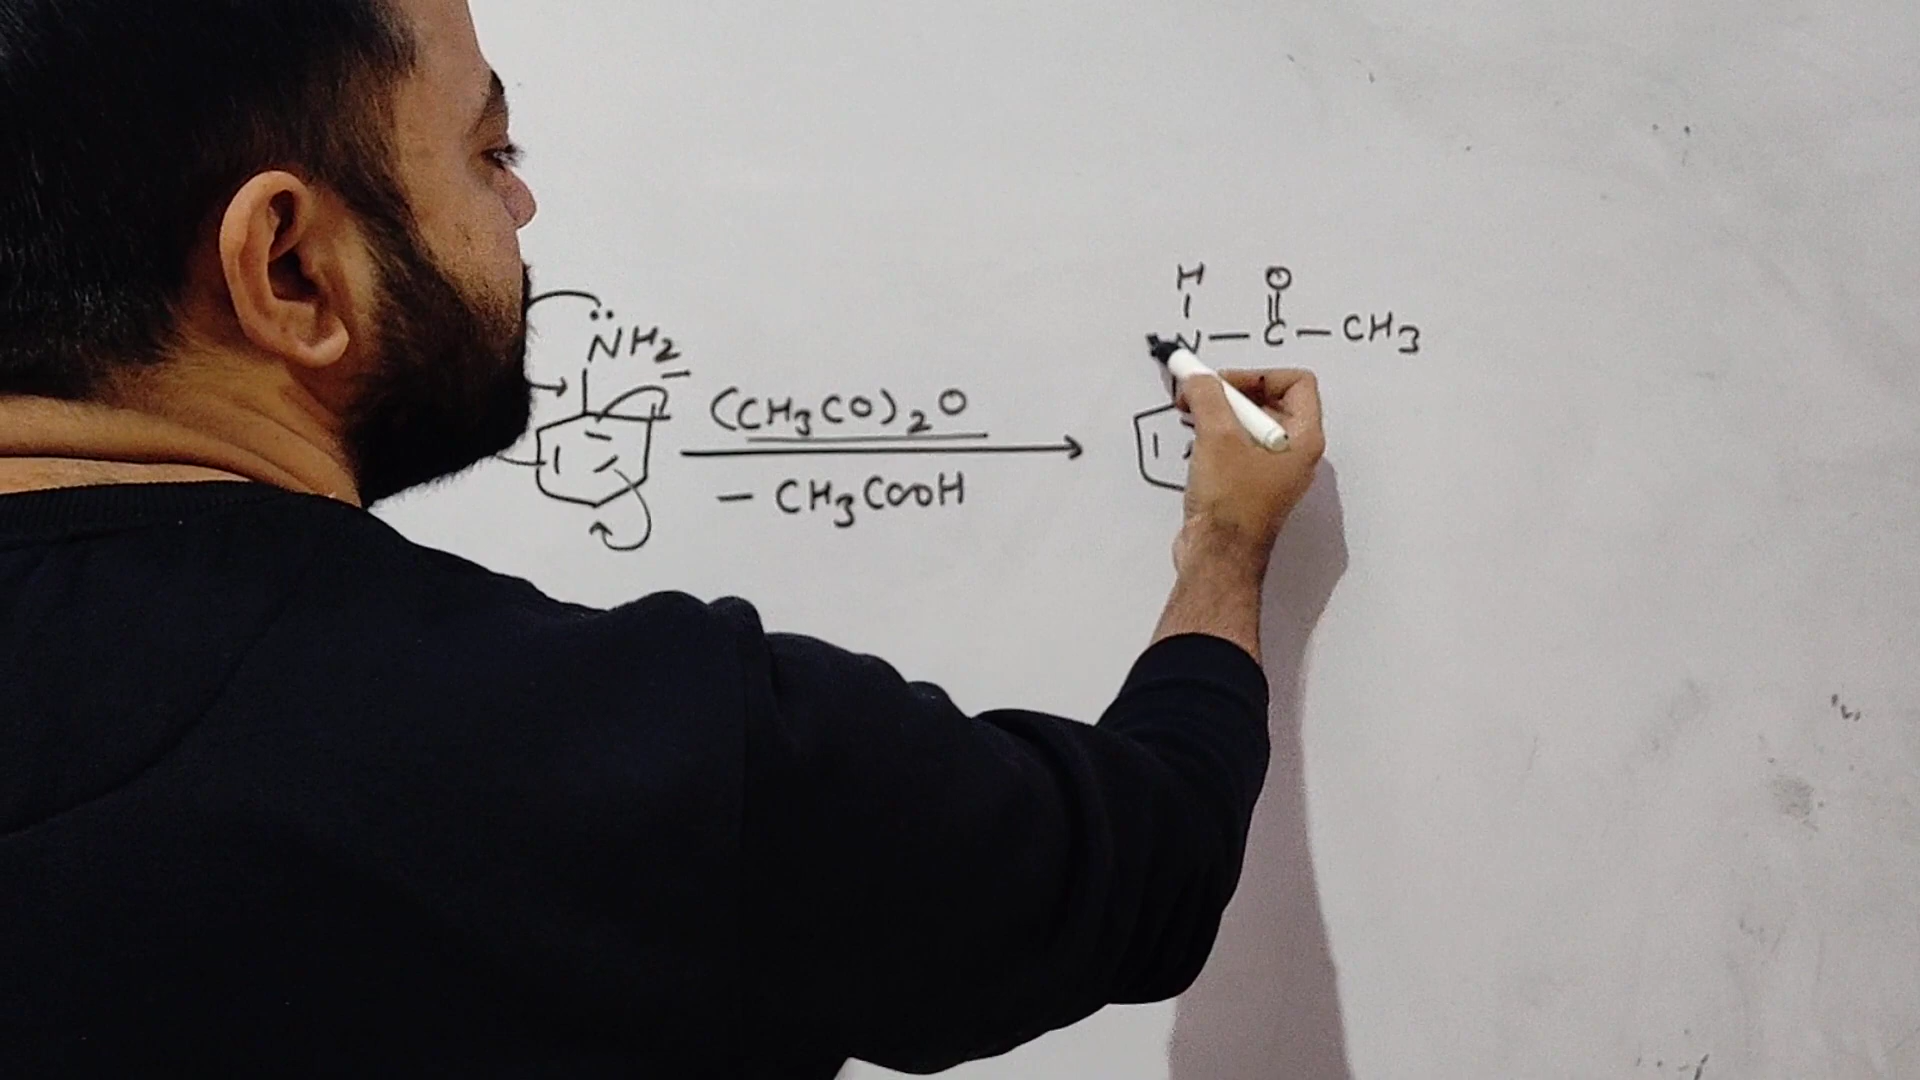 H O
N – C – CH3
NH2
(CH3CO)2O
– CH3COOH